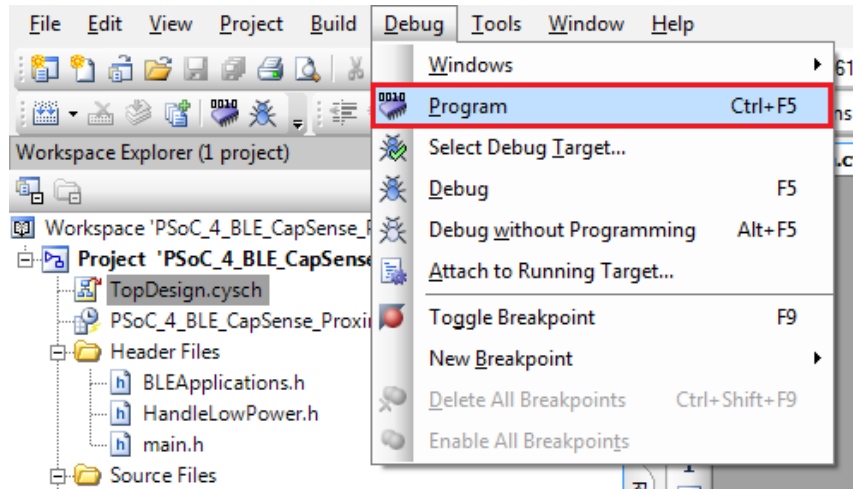 File Edit View Project Build Debug Tools Window Help
Windows
61
Program Ctrl+F5
ns
Workspace Explorer (1 project)
Select Debug Target...
.c
Debug F5
Workspace 'PSoC_4_BLE_CapSense_
Debug without Programming Alt+F5
Project 'PSoC_4_BLE_CapSense
Attach to Running Target...
TopDesign.cysch
PSoC_4_BLE_CapSense_Proxi
Toggle Breakpoint F9
Header Files
New Breakpoint
BLEApplications.h
Delete All Breakpoints Ctrl+Shift+F9
HandleLowPower.h
main.h
Enable All Breakpoints
Source Files